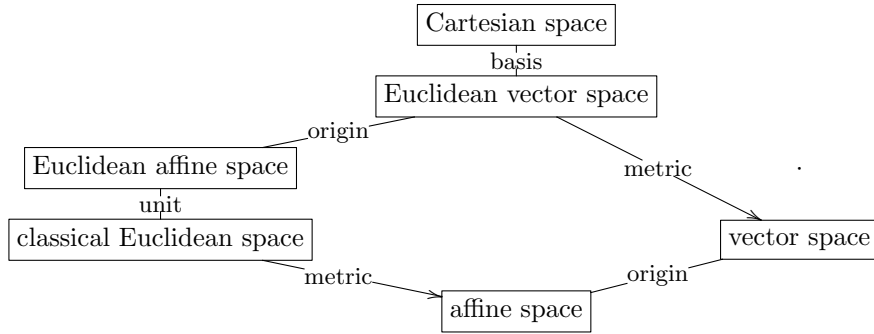 Cartesian space
basis
Euclidean vector space
origin
Euclidean affine space
metric
.
unit
classical Euclidean space
vector space
metric
origin
affine space